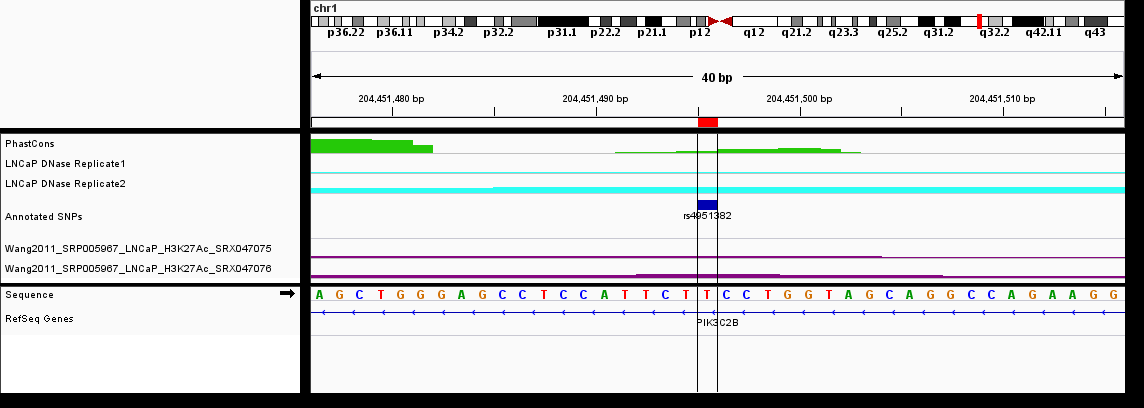 chr1
p36.22 p36.11 p34.2 p32.2 p31.1 p22.2 p21.1 p12 q12 q21.2 q23.3 q25.2 q31.2 q32.2 q42.11 q43
40 bp
204,451,480 bp 204,451,490 bp 204,451,500 bp 204,451,510 bp
PhastCons
LNCaP DNase Replicate1
LNCaP DNase Replicate2
Annotated SNPs rs4951382
Wang2011_SRP005967_LNCaP_H3K27Ac_SRX047075
Wang2011_SRP005967_LNCaP_H3K27Ac_SRX047076
Sequence A G C T G G G A G C C T C C A T T C T T C C T G G T A G C A G G C C A G A A G G
RefSeq Genes PIK3C2B